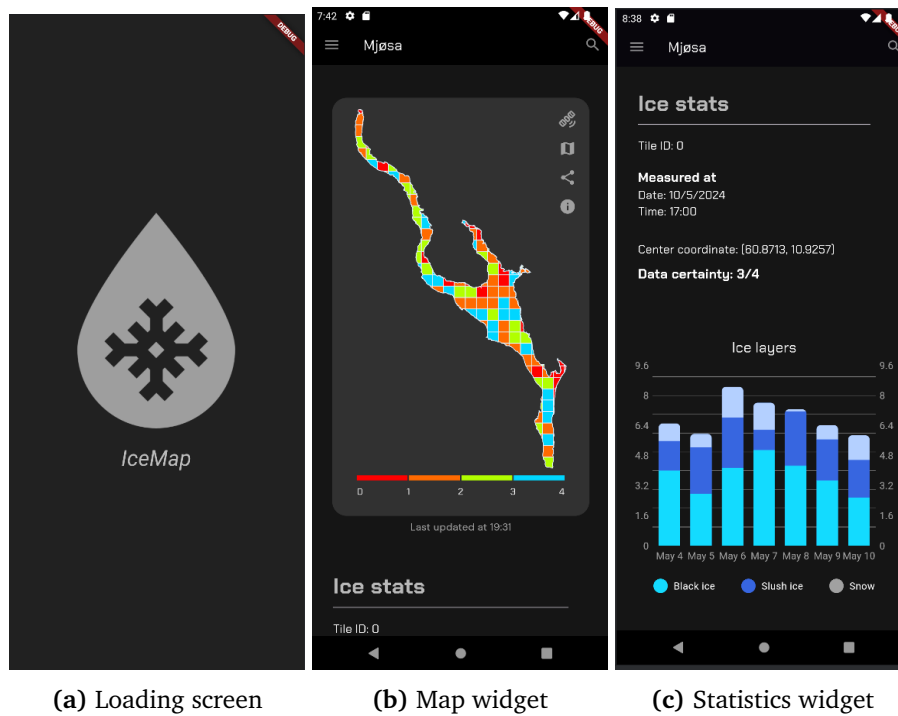 DEBUG
IceMap
7:42
DEBUG
Mjøsa
0 1 2 3 4
Last updated at 19:31
Ice stats
Tile ID: 0
8:38
DEBUG
Mjøsa
Ice stats
Tile ID: 0
Measured at
Date: 10/5/2024
Time: 17:00
Center coordinate: (60.8713, 10.9257)
Data certainty: 3/4
Ice layers
9.6 9.6
8 8
6.4 6.4
4.8 4.8
3.2 3.2
1.6 1.6
0 0
May 4 May 5 May 6 May 7 May 8 May 9 May 10
Black ice Slush ice Snow
(a) Loading screen
(b) Map widget
(c) Statistics widget